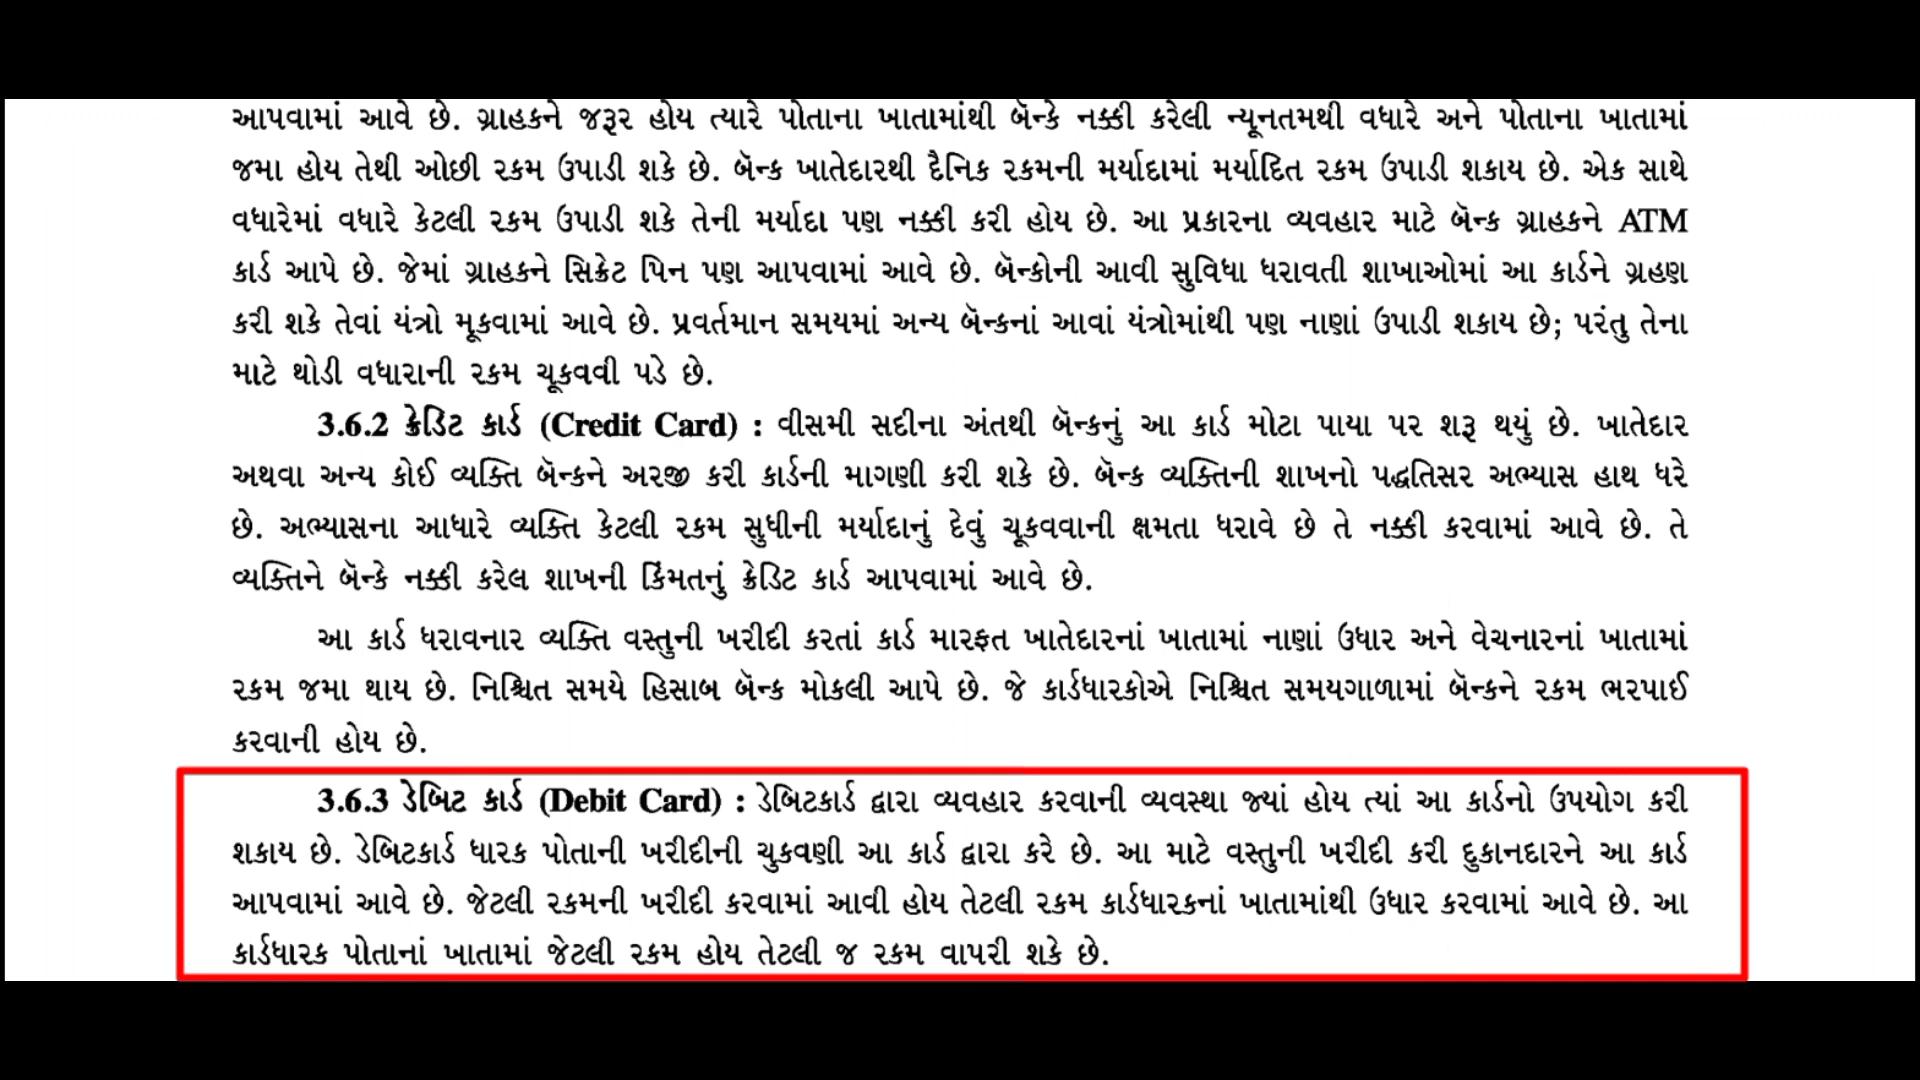 આપવામાં આવે છે. ગ્રાહકને જરૂર હોય ત્યારે પોતાના ખાતામાંથી બૅન્કે નક્કી કરેલી ન્યૂનતમથી વધારે અને પોતાના ખાતામાં
જમા હોય તેથી ઓછી રકમ ઉપાડી શકે છે. બૅન્ક ખાતેદારથી દૈનિક રકમની મર્યાદામાં મર્યાદિત રકમ ઉપાડી શકાય છે. એક સાથે
વધારેમાં વધારે કેટલી રકમ ઉપાડી શકે તેની મર્યાદા પણ નક્કી કરી હોય છે. આ પ્રકારના વ્યવહાર માટે બૅન્ક ગ્રાહકને ATM
કાર્ડ આપે છે. જેમાં ગ્રાહકને સિક્રેટ પિન પણ આપવામાં આવે છે. બૅન્કોની આવી સુવિધા ધરાવતી શાખાઓમાં આ કાર્ડને ગ્રહણ
કરી શકે તેવાં યંત્રો મૂકવામાં આવે છે. પ્રવર્તમાન સમયમાં અન્ય બૅન્કનાં આવાં યંત્રોમાંથી પણ નાણાં ઉપાડી શકાય છે; પરંતુ તેના
માટે થોડી વધારાની રકમ ચૂકવવી પડે છે.
3.6.2 ક્રેડિટ કાર્ડ (Credit Card) : વીસમી સદીના અંતથી બૅન્કનું આ કાર્ડ મોટા પાયા પર શરૂ થયું છે. ખાતેદાર
અથવા અન્ય કોઈ વ્યક્તિ બૅન્કને અરજી કરી કાર્ડની માગણી કરી શકે છે. બૅન્ક વ્યક્તિની શાખનો પદ્ધતિસર અભ્યાસ હાથ ધરે
છે. અભ્યાસના આધારે વ્યક્તિ કેટલી રકમ સુધીની મર્યાદાનું દેવું ચૂકવવાની ક્ષમતા ધરાવે છે તે નક્કી કરવામાં આવે છે. તે
વ્યક્તિને બૅન્કે નક્કી કરેલ શાખની કિંમતનું ક્રેડિટ કાર્ડ આપવામાં આવે છે.
આ કાર્ડ ધરાવનાર વ્યક્તિ વસ્તુની ખરીદી કરતાં કાર્ડ મારફત ખાતેદારનાં ખાતામાં નાણાં ઉધાર અને વેચનારનાં ખાતામાં
રકમ જમા થાય છે. નિશ્ચિત સમયે હિસાબ બૅન્ક મોકલી આપે છે. જે કાર્ડધારકોએ નિશ્ચિત સમયગાળામાં બૅન્કને રકમ ભરપાઈ
કરવાની હોય છે.
3.6.3 ડેબિટ કાર્ડ (Debit Card) : ડેબિટકાર્ડ દ્વારા વ્યવહાર કરવાની વ્યવસ્થા જ્યાં હોય ત્યાં આ કાર્ડનો ઉપયોગ કરી
શકાય છે. ડેબિટકાર્ડ ધારક પોતાની ખરીદીની ચુકવણી આ કાર્ડ દ્વારા કરે છે. આ માટે વસ્તુની ખરીદી કરી દુકાનદારને આ કાર્ડ
આપવામાં આવે છે. જેટલી રકમની ખરીદી કરવામાં આવી હોય તેટલી રકમ કાર્ડધારકનાં ખાતામાંથી ઉધાર કરવામાં આવે છે. આ
કાર્ડધારક પોતાનાં ખાતામાં જેટલી રકમ હોય તેટલી જ રકમ વાપરી શકે છે.